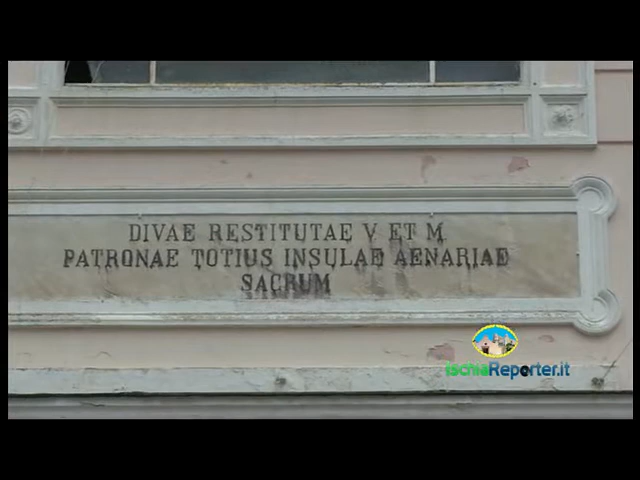 DIVAE RESTITUTAE V. ET M.
PATRONAE TOTIUS INSULAE AENARIAE
SACRUM
ischiaReporter.it